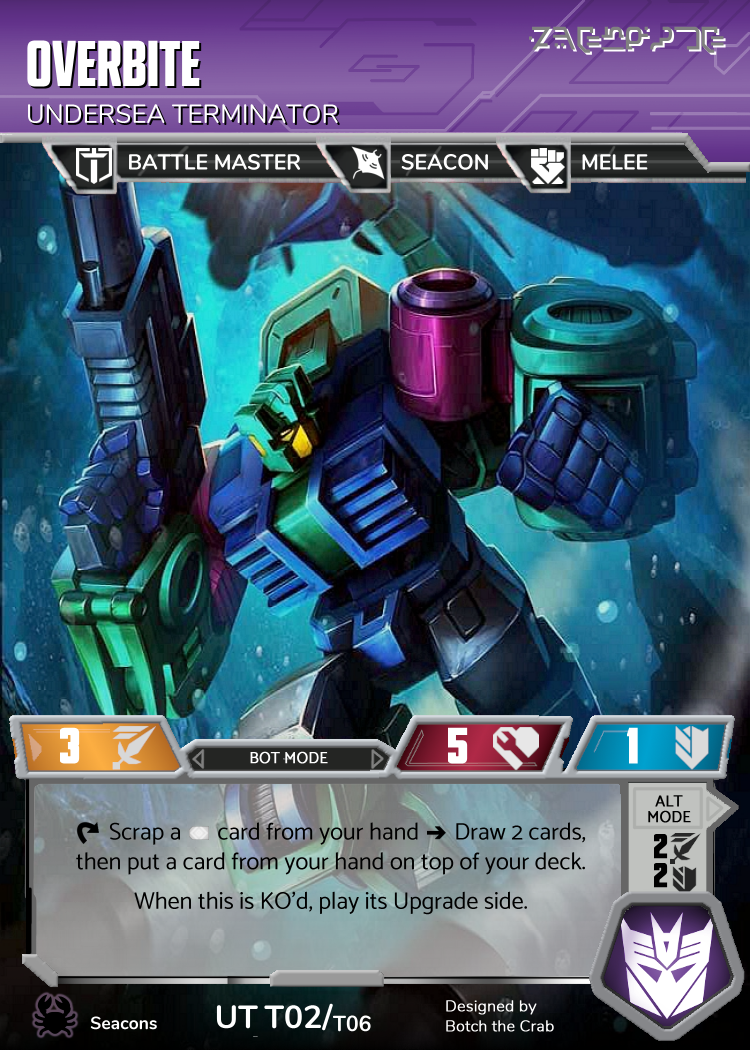 OVERBITE
UNDERSEA TERMINATOR
BATTLE MASTER SEACON MELEE
3 BOT MODE 5 1
Scrap a card from your hand → Draw 2 cards,
then put a card from your hand on top of your deck.
When this is KO'd, play its Upgrade side.
ALT
MODE
2
2
Seacons
UT T02/T06
Designed by
Botch the Crab